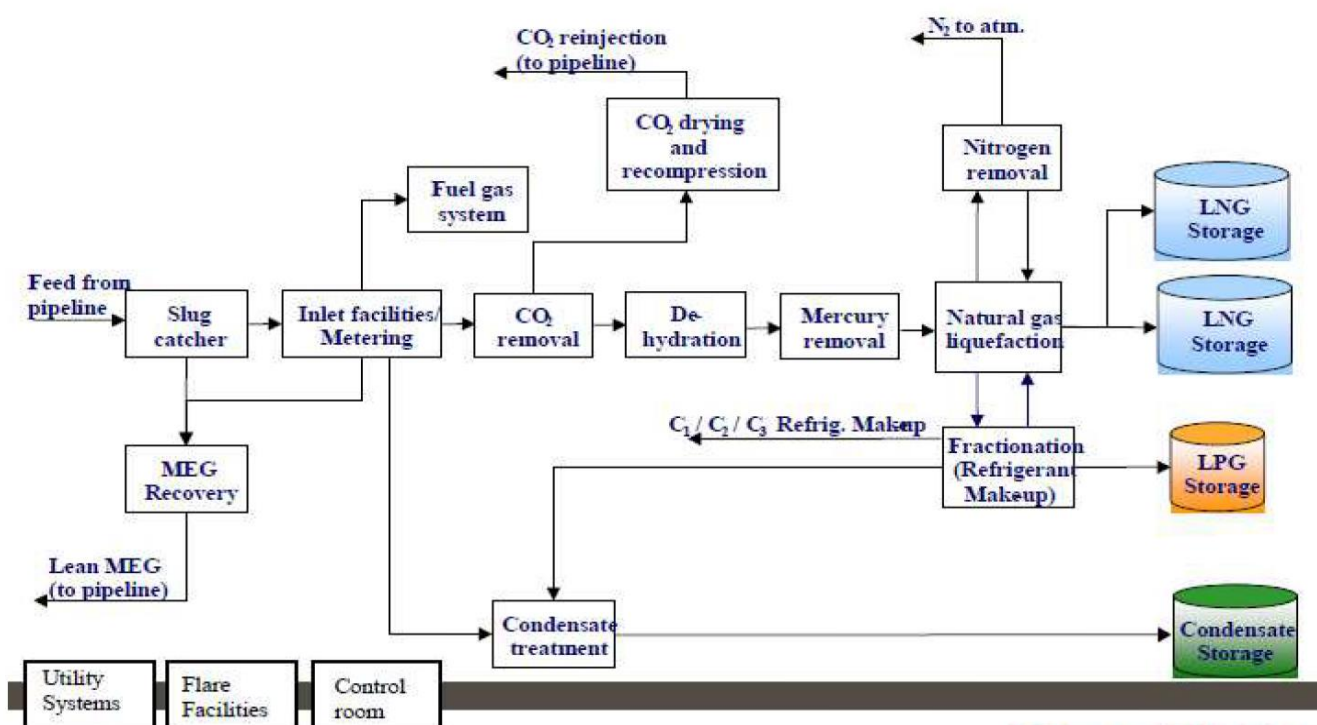 CO₂ reinjection
(to pipeline)
N₂ to atm.
CO₂ drying
and
recompression
Nitrogen
removal
Fuel gas
system
LNG
Storage
Feed from
pipeline
Slug
catcher
Inlet facilities/
Metering
CO₂
removal
De-
hydration
Mercury
removal
Natural gas
liquefaction
LNG
Storage
C₁ / C₂ / C₃ Refrig. Makeup
MEG
Recovery
Fractionation
(Refrigerant
Makeup)
LPG
Storage
Lean MEG
(to pipeline)
Condensate
treatment
Condensate
Storage
Utility
Systems
Flare
Facilities
Control
room